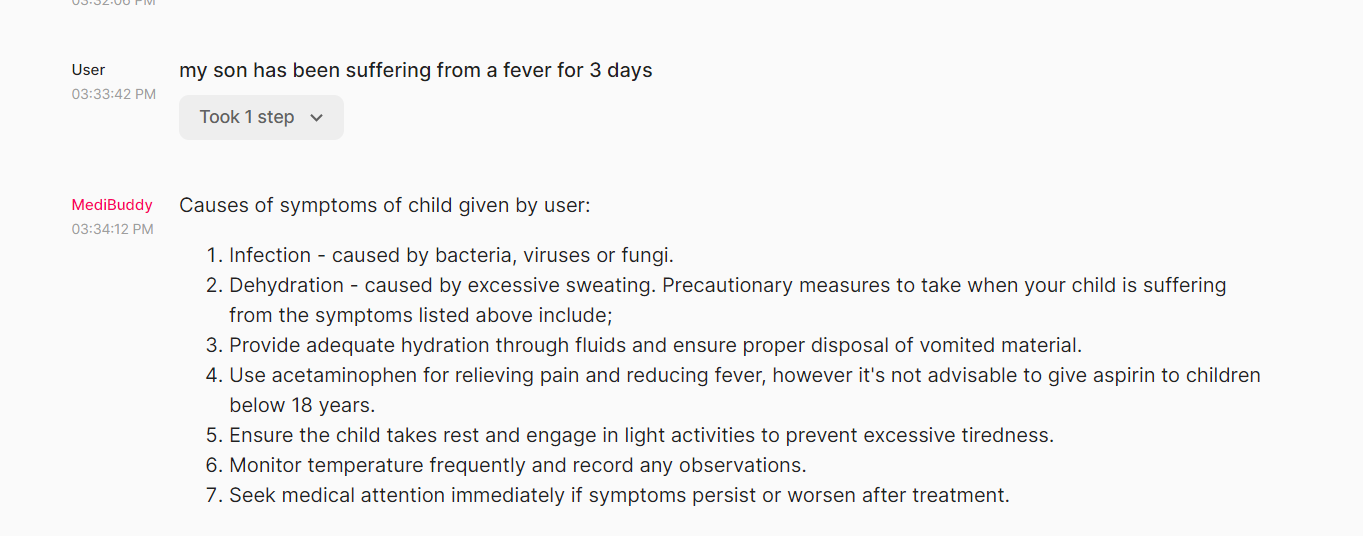 03:32:06 PM
User
my son has been suffering from a fever for 3 days
03:33:42 PM
Took 1 step
MediBuddy
Causes of symptoms of child given by user:
03:34:12 PM
1. Infection - caused by bacteria, viruses or fungi.
2. Dehydration - caused by excessive sweating. Precautionary measures to take when your child is suffering
from the symptoms listed above include;
3. Provide adequate hydration through fluids and ensure proper disposal of vomited material.
4. Use acetaminophen for relieving pain and reducing fever, however it's not advisable to give aspirin to children
below 18 years.
5. Ensure the child takes rest and engage in light activities to prevent excessive tiredness.
6. Monitor temperature frequently and record any observations.
7. Seek medical attention immediately if symptoms persist or worsen after treatment.